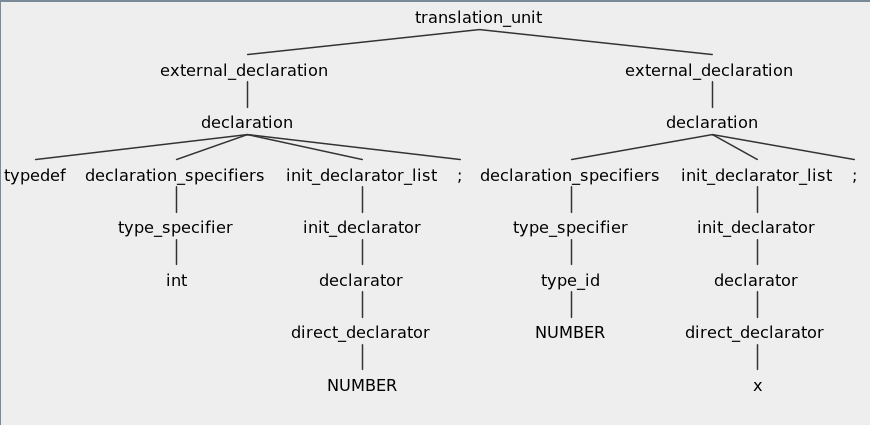 translation_unit
external_declaration external_declaration
declaration declaration
typedef declaration_specifiers init_declarator_list ; declaration_specifiers init_declarator_list ;
type_specifier init_declarator type_specifier init_declarator
int declarator type_id declarator
direct_declarator NUMBER direct_declarator
NUMBER x